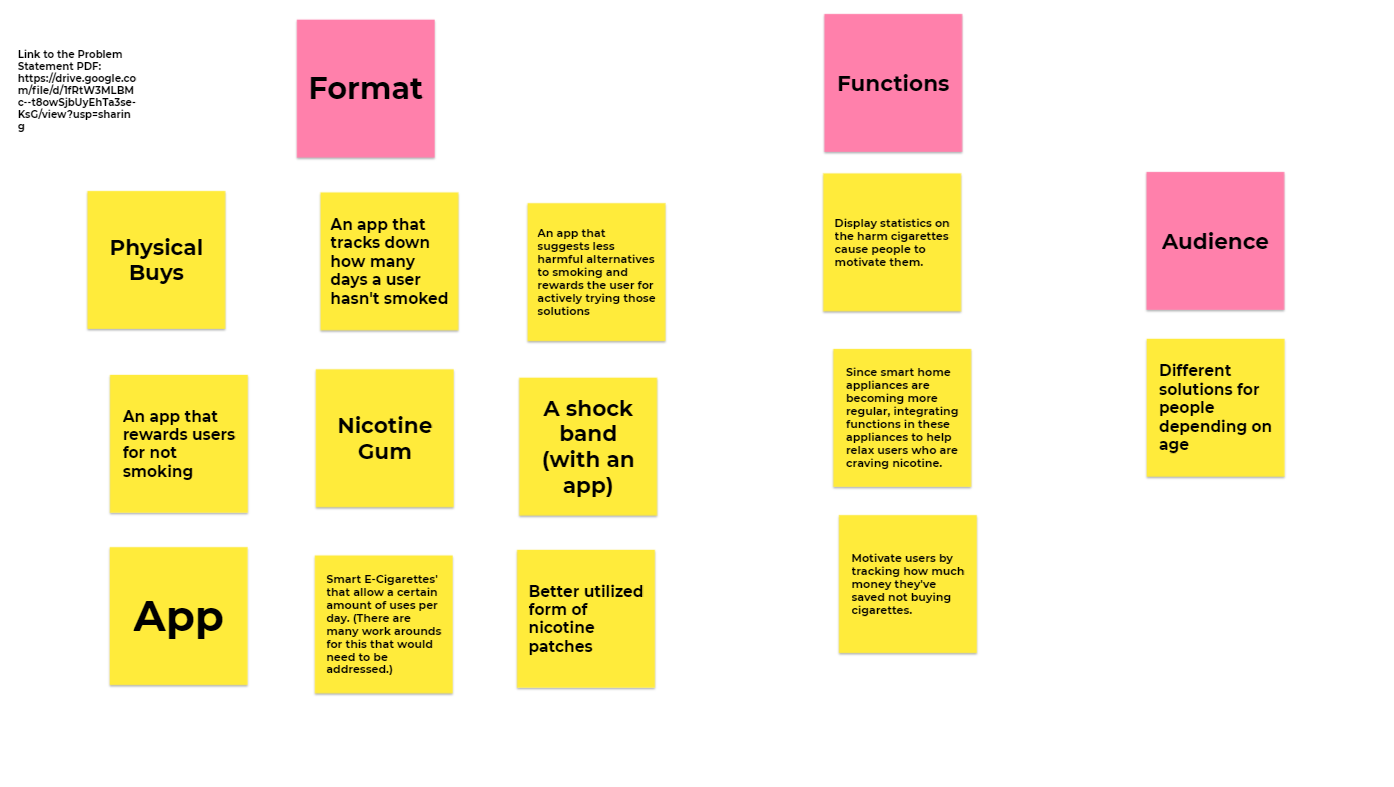 Link to the Problem
Statement PDF:
https://drive.google.co
m/file/d/1fRtW3MLBM
c--t8owSjbUyEhTa3se-
KsG/view?usp=sharin
g
Format
Functions
Physical
Buys
An app that
tracks down
how many
days a user
hasn't smoked
An app that
suggests less
harmful alternatives
to smoking and
rewards the user for
actively trying those
solutions
Display statistics on
the harm cigarettes
cause people to
motivate them.
Audience
An app that
rewards users
for not
smoking
Nicotine
Gum
A shock
band
(with an
app)
Since smart home
appliances are
becoming more
regular, integrating
functions in these
appliances to help
relax users who are
craving nicotine.
Different
solutions for
people
depending on
age
App
Smart E-Cigarettes'
that allow a certain
amount of uses per
day. (There are
many work arounds
for this that would
need to be
addressed.)
Better utilized
form of
nicotine
patches
Motivate users by
tracking how much
money they've
saved not buying
cigarettes.